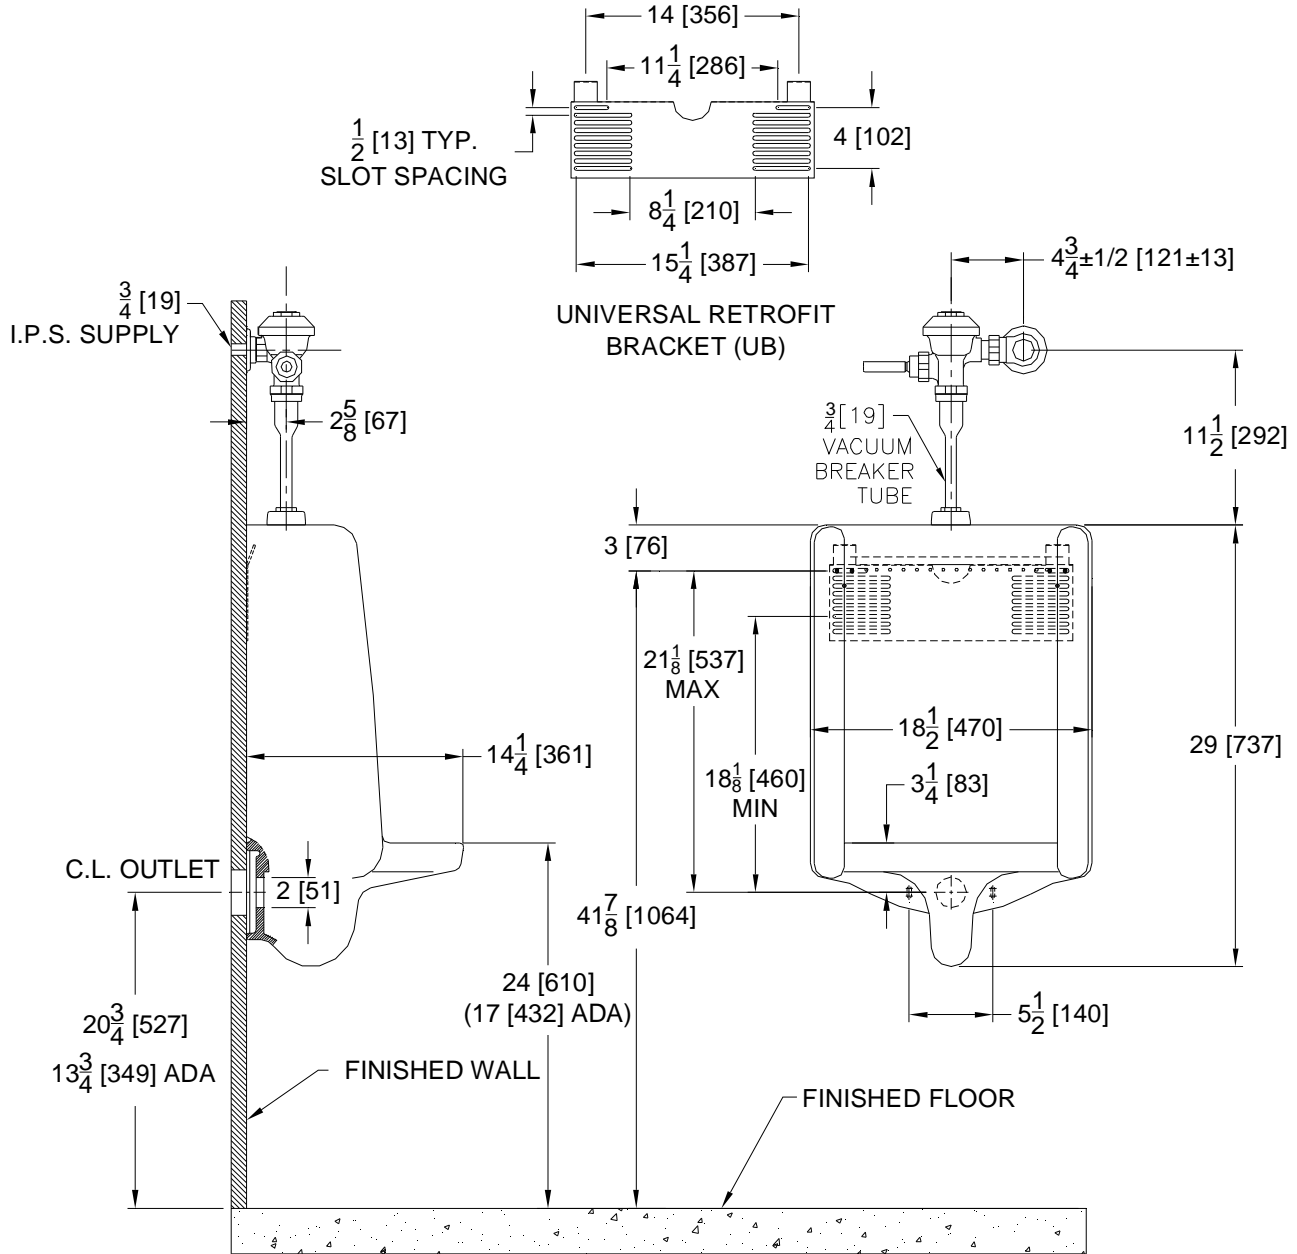 14 [356]
11 1/4 [286]
1/2 [13] TYP.
SLOT SPACING
4 [102]
8 1/4 [210]
15 1/4 [387]
4 3/4±1/2 [121±13]
UNIVERSAL RETROFIT
BRACKET (UB)
3/4 [19]
I.P.S. SUPPLY
2 5/8 [67]
3/4 [19]
VACUUM
BREAKER
TUBE
11 1/2 [292]
3 [76]
21 1/8 [537]
MAX
18 1/2 [470]
29 [737]
14 1/4 [361]
18 1/8 [460]
MIN
3 1/4 [83]
C.L. OUTLET
2 [51]
41 7/8 [1064]
24 [610]
(17 [432] ADA)
20 3/4 [527]
13 3/4 [349] ADA
5 1/2 [140]
FINISHED WALL
FINISHED FLOOR